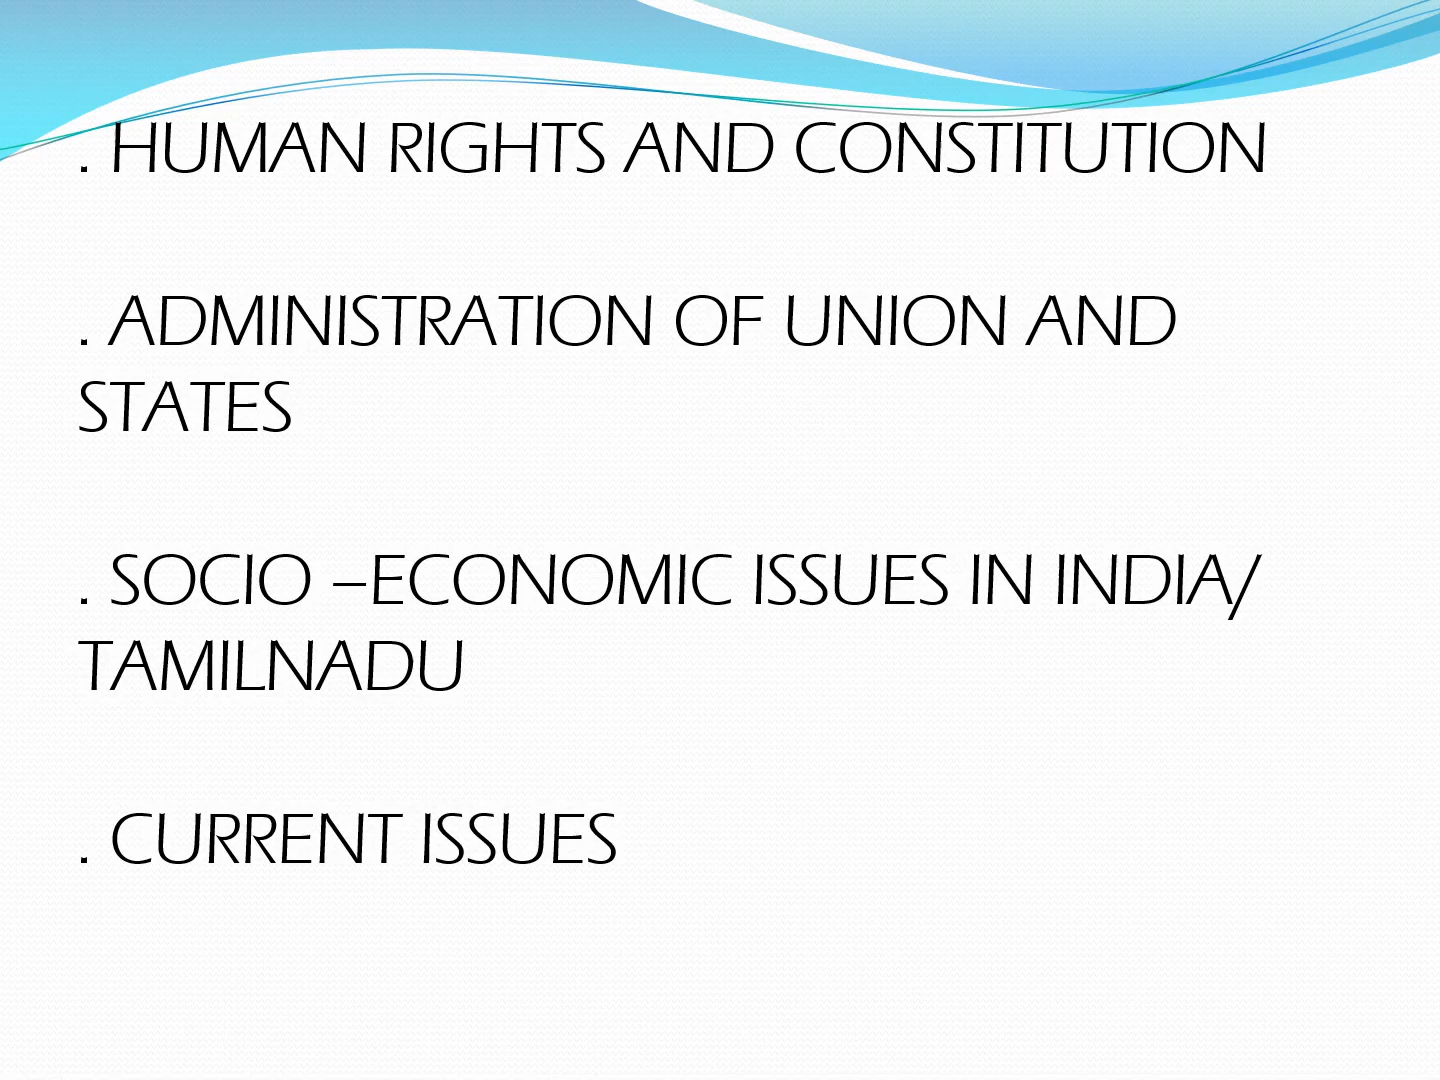 . HUMAN RIGHTS AND CONSTITUTION
. ADMINISTRATION OF UNION AND
STATES
. SOCIO –ECONOMIC ISSUES IN INDIA/
TAMILNADU
. CURRENT ISSUES